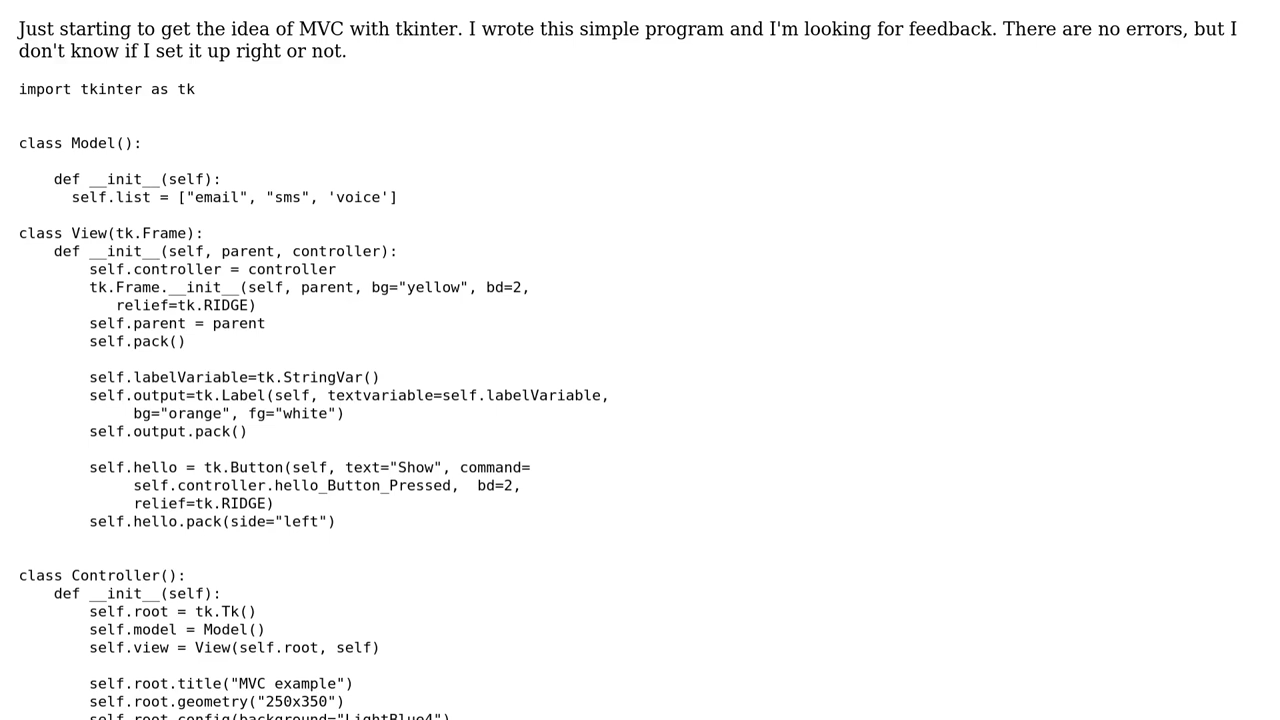 Just starting to get the idea of MVC with tkinter. I wrote this simple program and I'm looking for feedback. There are no errors, but I
don't know if I set it up right or not.
import tkinter as tk
class Model():
    def __init__(self):
      self.list = ["email", "sms", 'voice']
class View(tk.Frame):
    def __init__(self, parent, controller):
        self.controller = controller
        tk.Frame.__init__(self, parent, bg="yellow", bd=2,
           relief=tk.RIDGE)
        self.parent = parent
        self.pack()
        self.labelVariable=tk.StringVar()
        self.output=tk.Label(self, textvariable=self.labelVariable,
             bg="orange", fg="white")
        self.output.pack()
        self.hello = tk.Button(self, text="Show", command=
             self.controller.hello_Button_Pressed,  bd=2,
             relief=tk.RIDGE)
        self.hello.pack(side="left")
class Controller():
    def __init__(self):
        self.root = tk.Tk()
        self.model = Model()
        self.view = View(self.root, self)
        self.root.title("MVC example")
        self.root.geometry("250x350")
        self.root.config(background="LightBlue4")